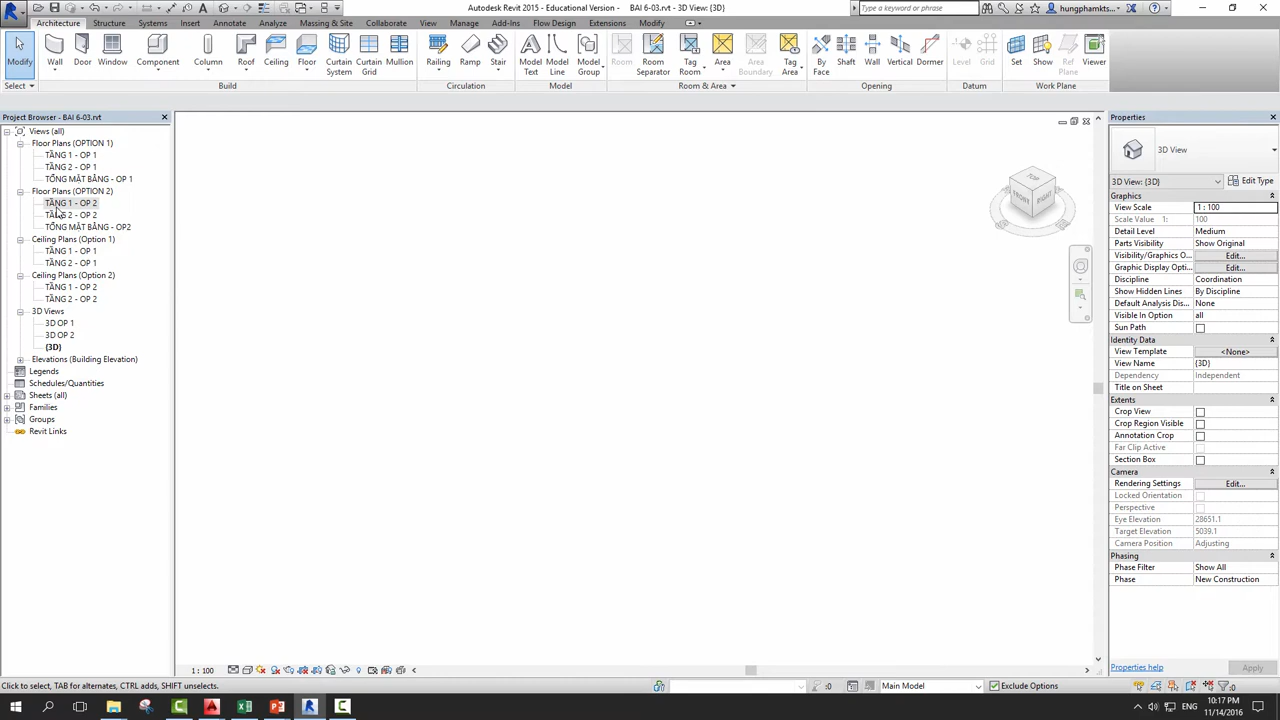 Autodesk Revit 2015 - Educational Version - BAI 6-03.rvt - 3D View: {3D}
Type a keyword or phrase
hungphamkts...
Architecture Structure Systems Insert Annotate Analyze Massing & Site Collaborate View Manage Add-Ins Flow Design Extensions Modify
Modify Wall Door Window Component Column Roof Ceiling Floor Curtain System Curtain Grid Mullion Railing Ramp Stair Model Text Model Line Model Group Room Room Separator Tag Room Area Area Boundary Tag Area By Face Shaft Wall Vertical Dormer Level Grid Set Show Ref Plane Viewer
Select Build Circulation Model Room & Area Opening Datum Work Plane
Project Browser - BAI 6-03.rvt
Views (all)
Floor Plans (OPTION 1)
TẦNG 1 - OP 1
TẦNG 2 - OP 1
TỔNG MẶT BẰNG - OP 1
Floor Plans (OPTION 2)
TẦNG 1 - OP 2
TẦNG 2 - OP 2
TỔNG MẶT BẰNG - OP2
Ceiling Plans (Option 1)
TẦNG 1 - OP 1
TẦNG 2 - OP 1
Ceiling Plans (Option 2)
TẦNG 1 - OP 2
TẦNG 2 - OP 2
3D Views
3D OP 1
3D OP 2
{3D}
Elevations (Building Elevation)
Legends
Schedules/Quantities
Sheets (all)
Families
Groups
Revit Links
TOP
FRONT RIGHT
Properties
3D View
3D View: {3D} Edit Type
Graphics
View Scale 1 : 100
Scale Value 1: 100
Detail Level Medium
Parts Visibility Show Original
Visibility/Graphics O... Edit...
Graphic Display Opti... Edit...
Discipline Coordination
Show Hidden Lines By Discipline
Default Analysis Dis... None
Visible In Option all
Sun Path
Identity Data
View Template <None>
View Name {3D}
Dependency Independent
Title on Sheet
Extents
Crop View
Crop Region Visible
Annotation Crop
Far Clip Active
Section Box
Camera
Rendering Settings Edit...
Locked Orientation
Perspective
Eye Elevation 28651.1
Target Elevation 5039.1
Camera Position Adjusting
Phasing
Phase Filter Show All
Phase New Construction
Properties help Apply
1 : 100
Click to select, TAB for alternates, CTRL adds, SHIFT unselects.
:0 Main Model Exclude Options :0
ENG
10:17 PM
11/14/2016